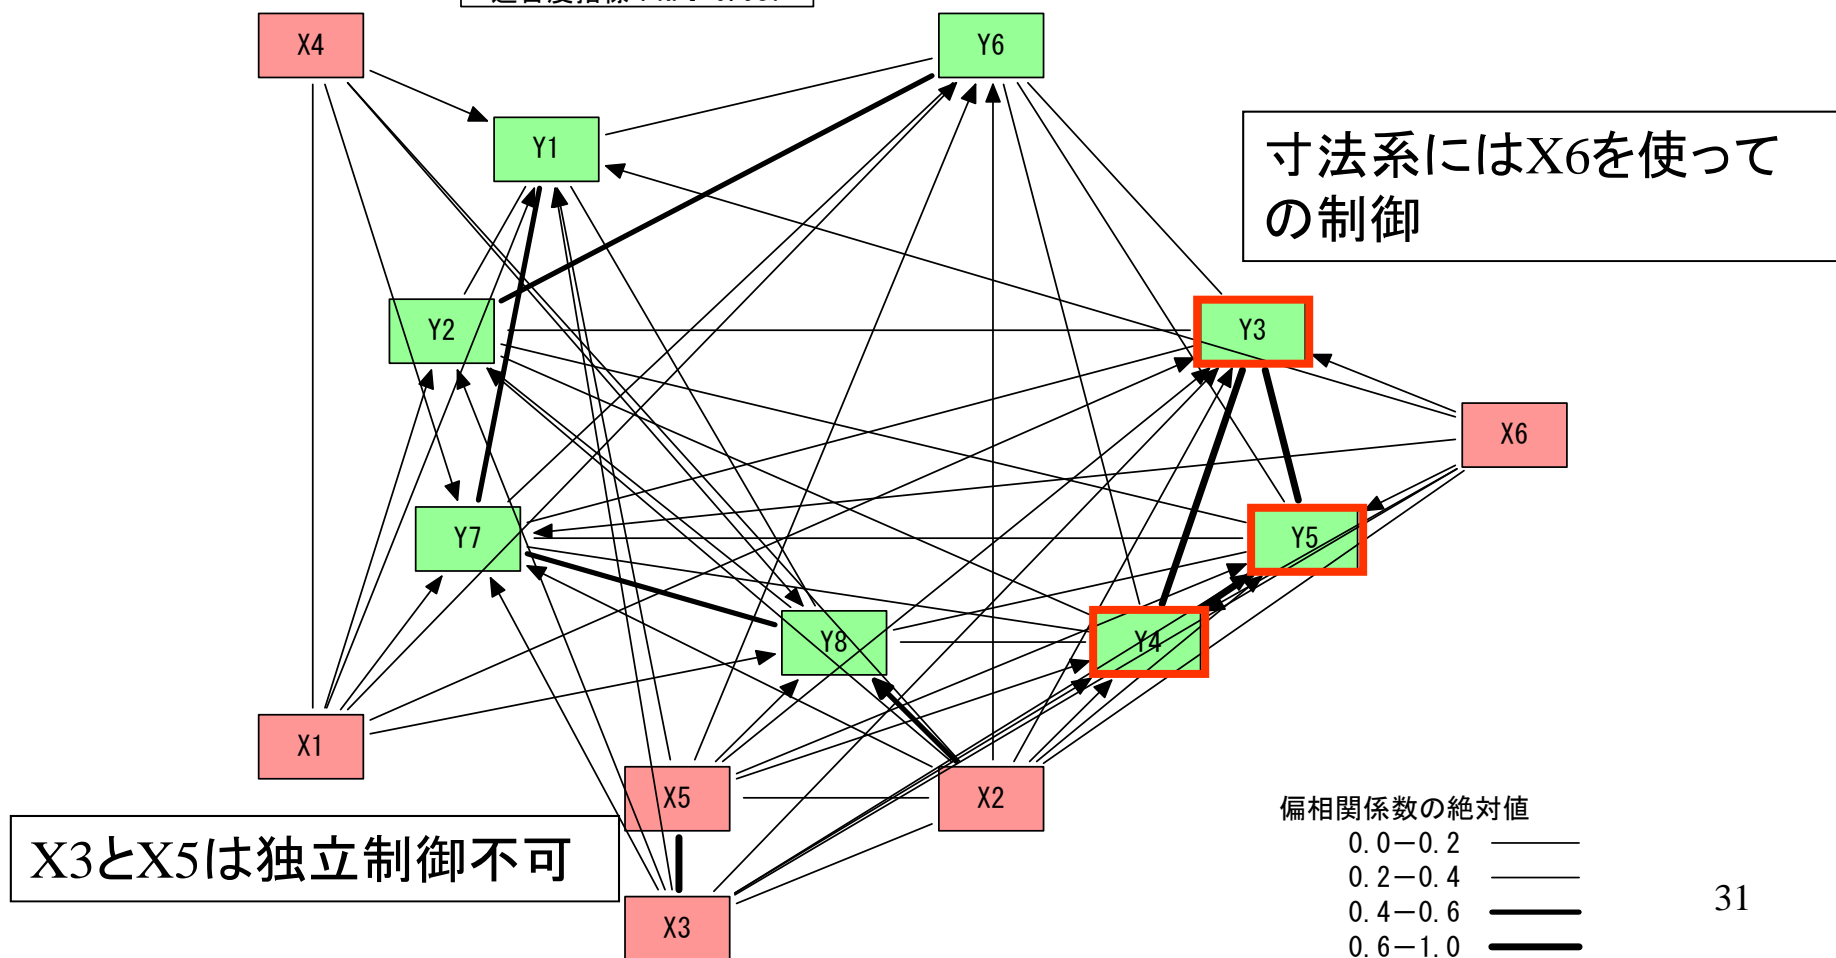 X4
Y6
Y1
寸法系にはX6を使って
の制御
Y2
Y3
X6
Y7
Y5
Y8
Y4
X1
X5
X2
X3とX5は独立制御不可
X3
偏相関係数の絶対値
0.0−0.2
0.2−0.4
0.4−0.6
0.6−1.0
31